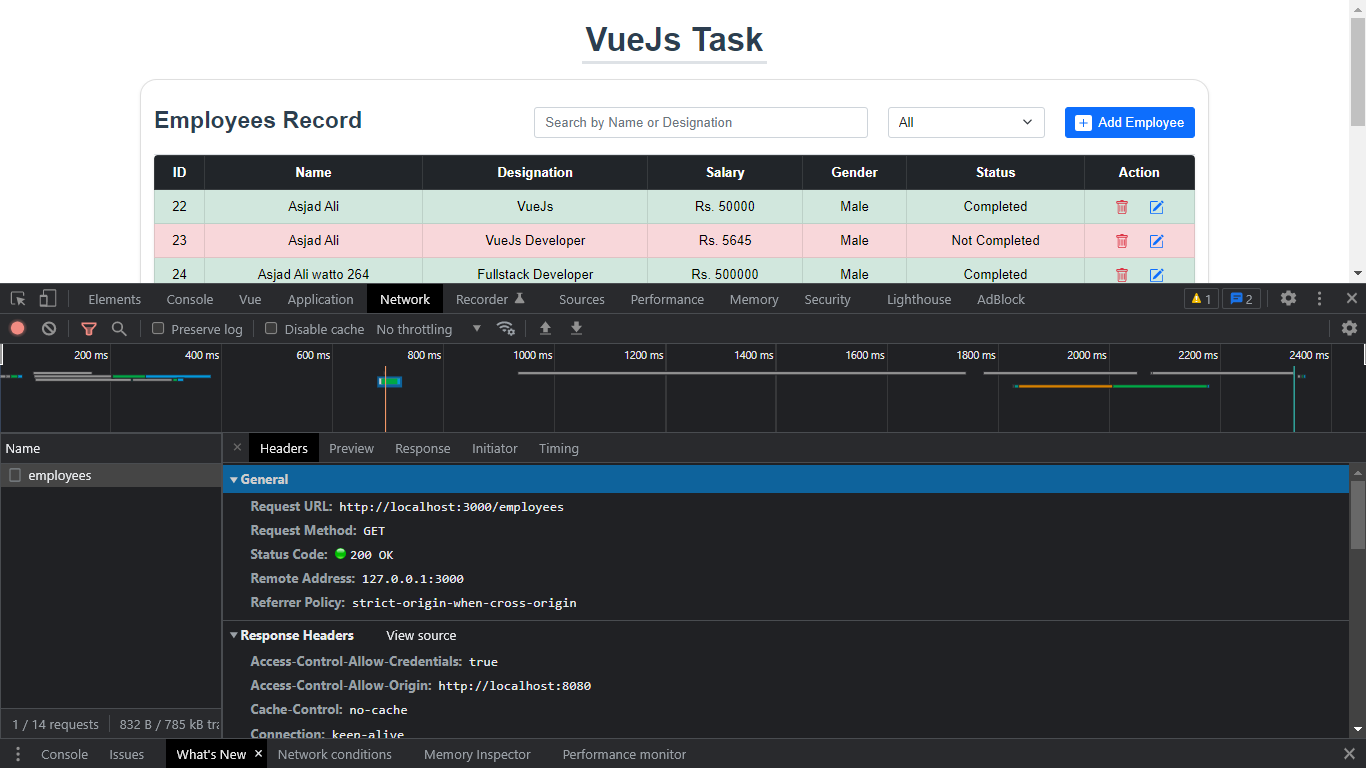 VueJs Task
Employees Record Search by Name or Designation All Add Employee
ID Name Designation Salary Gender Status Action
22 Asjad Ali VueJs Rs. 50000 Male Completed
23 Asjad Ali VueJs Developer Rs. 5645 Male Not Completed
24 Asjad Ali watto 264 Fullstack Developer Rs. 500000 Male Completed
Elements Console Vue Application Network Recorder Sources Performance Memory Security Lighthouse AdBlock 1 2
Preserve log Disable cache No throttling
200 ms 400 ms 600 ms 800 ms 1000 ms 1200 ms 1400 ms 1600 ms 1800 ms 2000 ms 2200 ms 2400 ms
Name × Headers Preview Response Initiator Timing
employees
General
Request URL: http://localhost:3000/employees
Request Method: GET
Status Code: 200 OK
Remote Address: 127.0.0.1:3000
Referrer Policy: strict-origin-when-cross-origin
Response Headers View source
Access-Control-Allow-Credentials: true
Access-Control-Allow-Origin: http://localhost:8080
Cache-Control: no-cache
Connection: keep-alive
1 / 14 requests 832 B / 785 kB tra
Console Issues What's New × Network conditions Memory Inspector Performance monitor